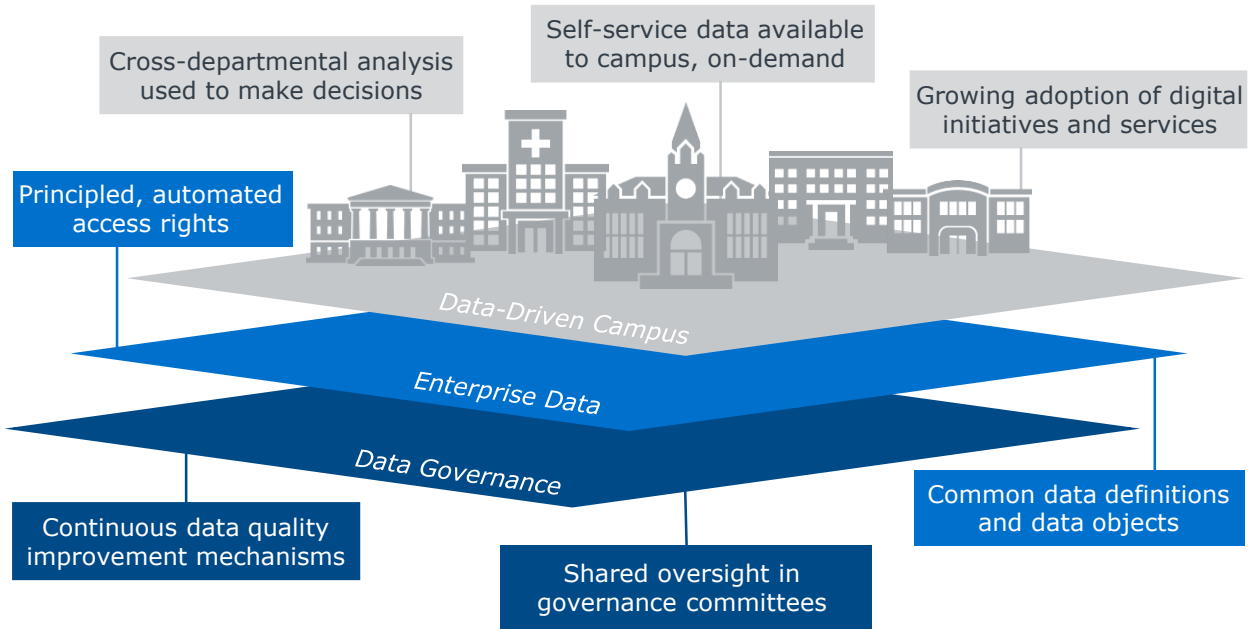 Self-service data available
to campus, on-demand
Cross-departmental analysis
used to make decisions
Growing adoption of digital
initiatives and services
Principled, automated
access rights
Data-Driven Campus
Enterprise Data
Data Governance
Common data definitions
and data objects
Continuous data quality
improvement mechanisms
Shared oversight in
governance committees